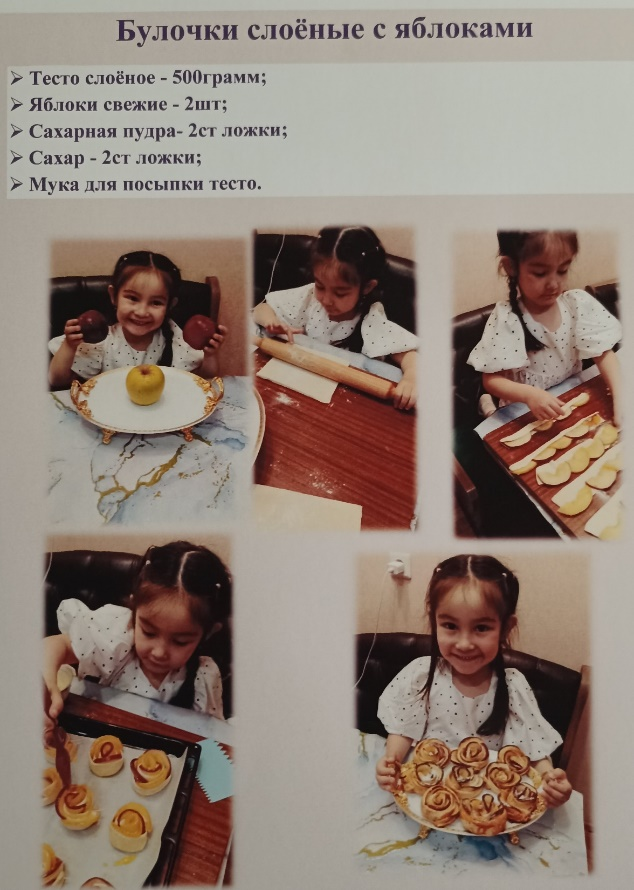 Булочки слоёные с яблоками
➢ Тесто слоёное - 500грамм;
➢ Яблоки свежие - 2шт;
➢ Сахарная пудра- 2ст ложки;
➢ Сахар - 2ст ложки;
➢ Мука для посыпки тесто.